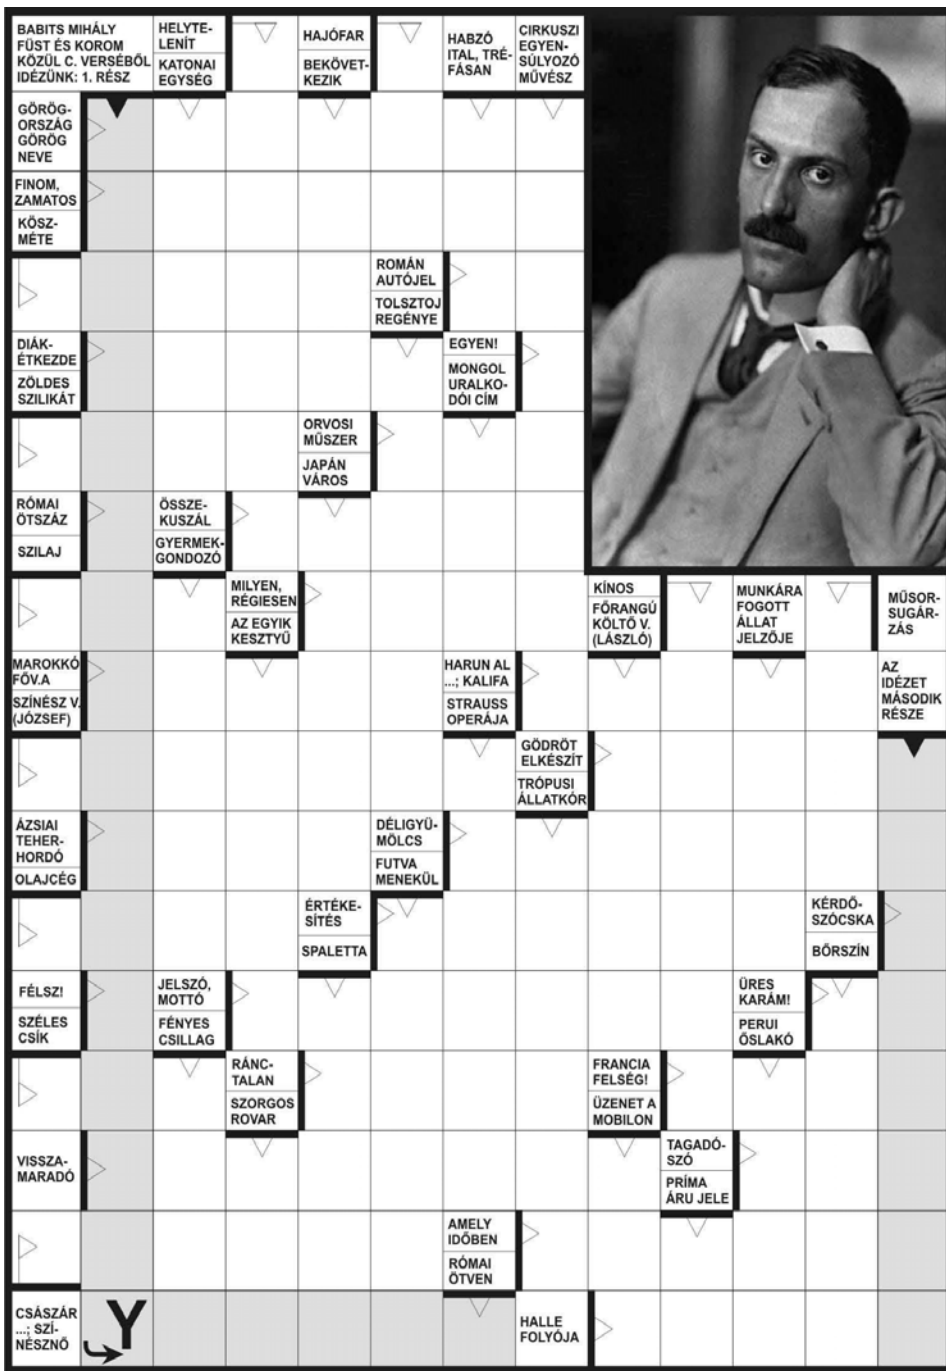 BABITS MIHÁLY
FÜST ÉS KOROM
KÖZÜL C. VERSÉBŐL
IDÉZÜNK: 1. RÉSZ
HELYTE-
LENÍT
KATONAI
EGYSÉG
HAJÓFAR
BEKÖVET-
KEZIK
HABZÓ
ITAL, TRÉ-
FÁSAN
CIRKUSZI
EGYEN-
SÚLYOZÓ
MŰVÉSZ
GÖRÖG-
ORSZÁG
GÖRÖG
NEVE
FINOM,
ZAMATOS
KÖSZ-
MÉTE
ROMÁN
AUTÓJEL
TOLSZTOJ
REGÉNYE
DIÁK-
ÉTKEZDE
ZÖLDES
SZILIKÁT
EGYEN!
MONGOL
URALKO-
DÓI CÍM
ORVOSI
MŰSZER
JAPÁN
VÁROS
RÓMAI
ÖTSZÁZ
SZILAJ
ÖSSZE-
KUSZÁL
GYERMEK-
GONDOZÓ
MILYEN,
RÉGIESEN
AZ EGYIK
KESZTYŰ
KÍNOS
FŐRANGÚ
KÖLTŐ V.
(LÁSZLÓ)
MUNKÁRA
FOGOTT
ÁLLAT
JELZŐJE
MŰSOR-
SUGÁR-
ZÁS
MAROKKÓ
FŐV.A
SZÍNÉSZ V.
(JÓZSEF)
HARUN AL
...; KALIFA
STRAUSS
OPERÁJA
AZ
IDÉZET
MÁSODIK
RÉSZE
GÖDRÖT
ELKÉSZÍT
TRÓPUSI
ÁLLATKÓR
ÁZSIAI
TEHER-
HORDÓ
OLAJCÉG
DÉLIGYÜ-
MÖLCS
FUTVA
MENEKÜL
ÉRTÉKE-
SÍTÉS
SPALETTA
KÉRDŐ-
SZÓCSKA
BŐRSZÍN
FÉLSZ!
SZÉLES
CSÍK
JELSZÓ,
MOTTÓ
FÉNYES
CSILLAG
ÜRES
KARÁM!
PERUI
ŐSLAKÓ
RÁNC-
TALAN
SZORGOS
ROVAR
FRANCIA
FELSÉG!
ÜZENET A
MOBILON
VISSZA-
MARADÓ
TAGADÓ-
SZÓ
PRÍMA
ÁRU JELE
AMELY
IDŐBEN
RÓMAI
ÖTVEN
CSÁSZÁR
...; SZÍ-
NÉSZNŐ
Y
HALLE
FOLYÓJA